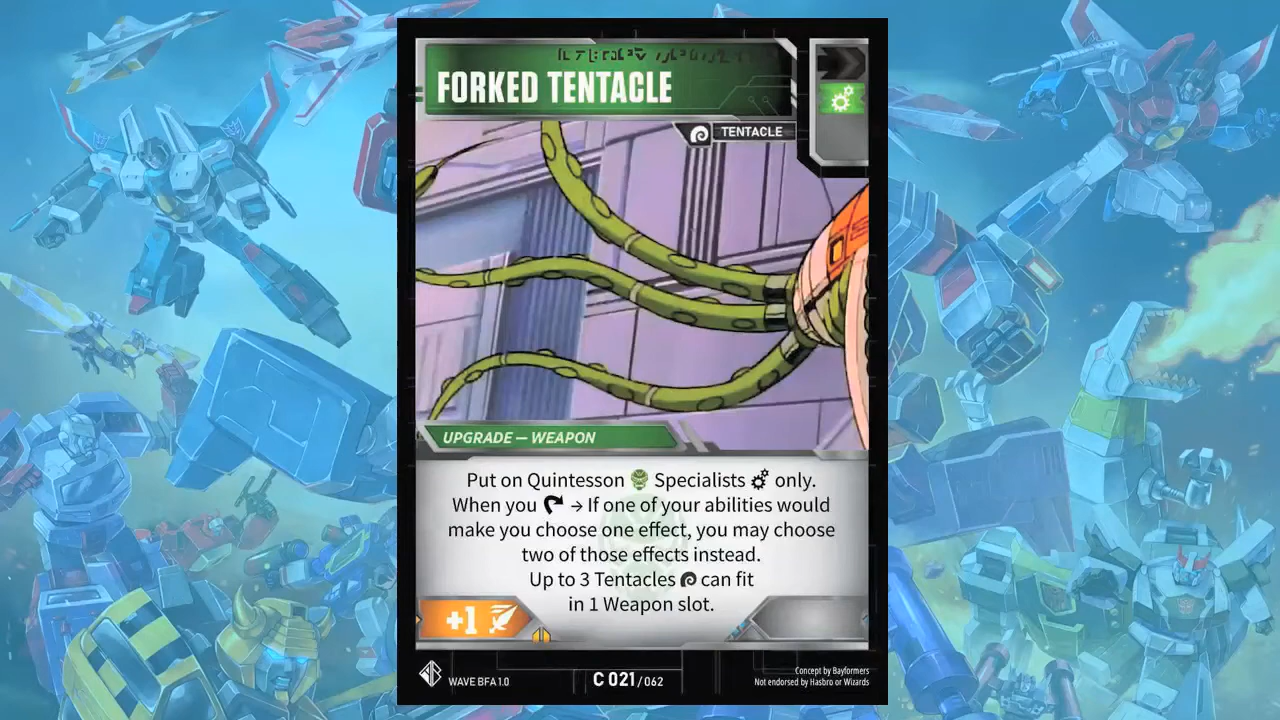 FORKED TENTACLE
TENTACLE
UPGRADE — WEAPON
Put on Quintesson Specialists only.
When you → If one of your abilities would
make you choose one effect, you may choose
two of those effects instead.
Up to 3 Tentacles can fit
in 1 Weapon slot.
+1
WAVE BFA 1.0
C 021/062
Concept by Bayformers
Not endorsed by Hasbro or Wizards